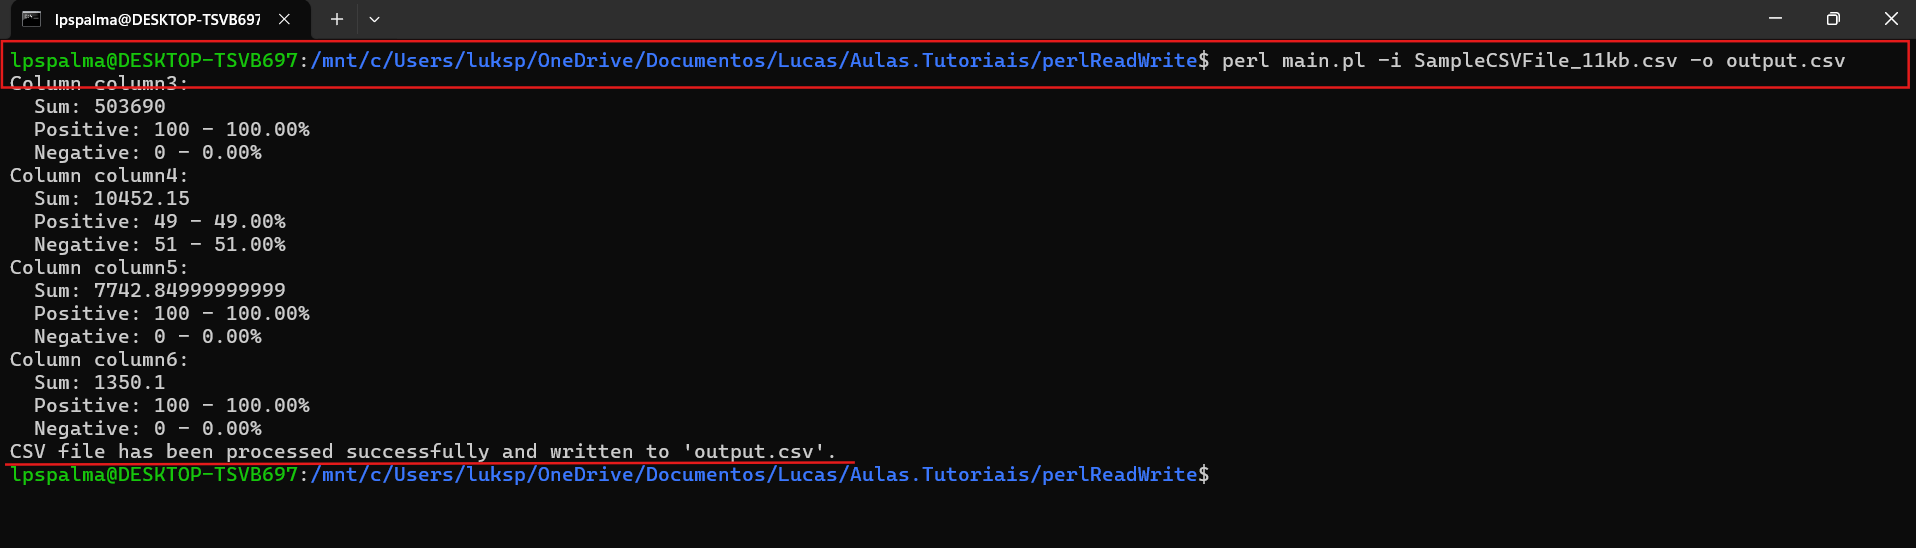 lpspalma@DESKTOP-TSVB697
lpspalma@DESKTOP-TSVB697:/mnt/c/Users/luksp/OneDrive/Documentos/Lucas/Aulas.Tutoriais/perlReadWrite$ perl main.pl -i SampleCSVFile_11kb.csv -o output.csv
Column column3:
  Sum: 503690
  Positive: 100 - 100.00%
  Negative: 0 - 0.00%
Column column4:
  Sum: 10452.15
  Positive: 49 - 49.00%
  Negative: 51 - 51.00%
Column column5:
  Sum: 7742.84999999999
  Positive: 100 - 100.00%
  Negative: 0 - 0.00%
Column column6:
  Sum: 1350.1
  Positive: 100 - 100.00%
  Negative: 0 - 0.00%
CSV file has been processed successfully and written to 'output.csv'.
lpspalma@DESKTOP-TSVB697:/mnt/c/Users/luksp/OneDrive/Documentos/Lucas/Aulas.Tutoriais/perlReadWrite$